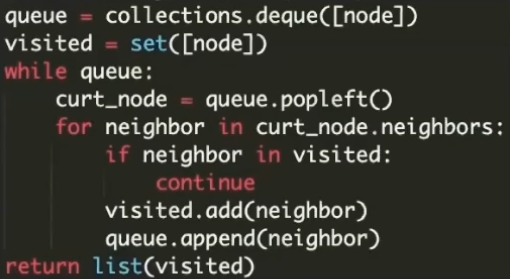 queue = collections.deque([node])
visited = set([node])
while queue:
    curt_node = queue.popleft()
    for neighbor in curt_node.neighbors:
        if neighbor in visited:
            continue
        visited.add(neighbor)
        queue.append(neighbor)
return list(visited)